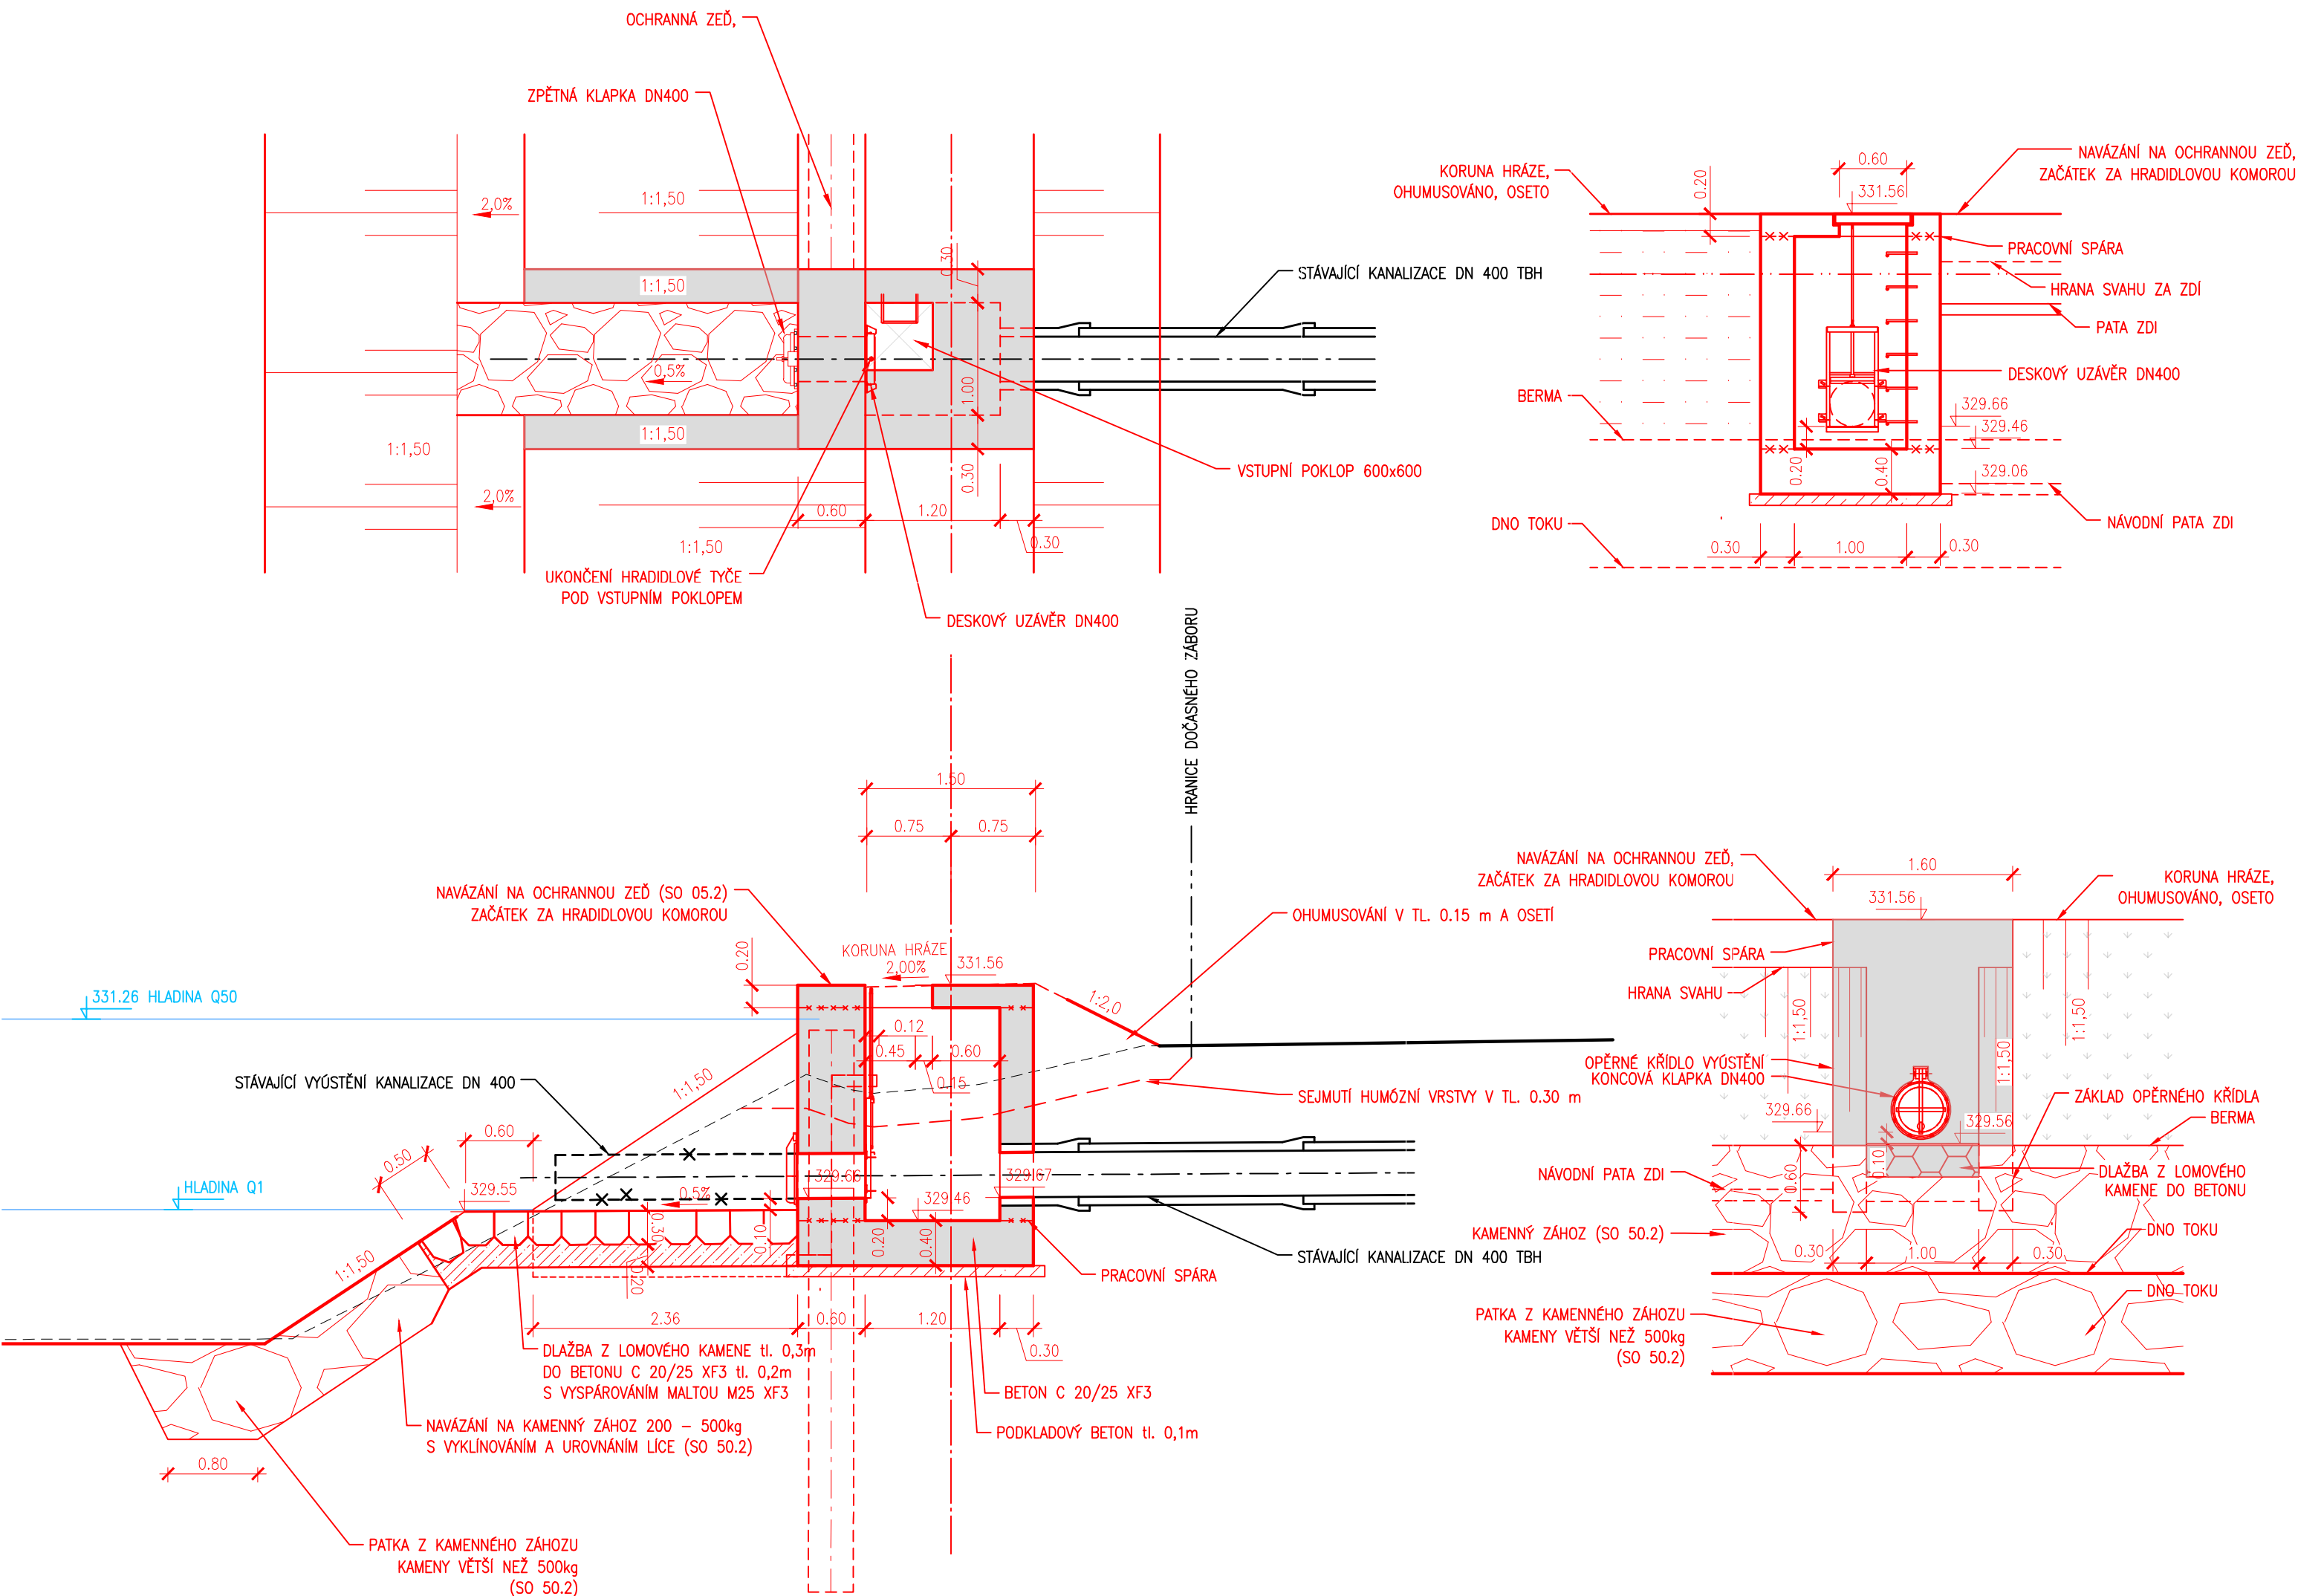 OCHRANNÁ ZEĎ,
ZPĚTNÁ KLAPKA DN400
2,0%
1:1,50
1:1,50
0.30
STÁVAJÍCÍ KANALIZACE DN 400 TBH
0,5%
1.00
1:1,50
1:1,50
2,0%
0.30
VSTUPNÍ POKLOP 600x600
0.60
1.20
0.30
1:1,50
UKONČENÍ HRADIDLOVÉ TYČE
POD VSTUPNÍM POKLOPEM
DESKOVÝ UZÁVĚR DN400
KORUNA HRÁZE,
OHUMUSOVÁNO, OSETO
0.20
0.60
331.56
NAVÁZÁNÍ NA OCHRANNOU ZEĎ,
ZAČÁTEK ZA HRADIDLOVOU KOMOROU
PRACOVNÍ SPÁRA
HRANA SVAHU ZA ZDÍ
PATA ZDI
DESKOVÝ UZÁVĚR DN400
BERMA
329.66
329.46
0.20
0.40
329.06
DNO TOKU
NÁVODNÍ PATA ZDI
0.30
1.00
0.30
HRANICE DOČASNÉHO ZÁBORU
1.50
0.75
0.75
NAVÁZÁNÍ NA OCHRANNOU ZEĎ (SO 05.2)
ZAČÁTEK ZA HRADIDLOVOU KOMOROU
OHUMUSOVÁNÍ V TL. 0.15 m A OSETÍ
0.20
KORUNA HRÁZE
2,00%
331.56
331.26 HLADINA Q50
1:2,0
0.12
0.45
0.60
0.15
STÁVAJÍCÍ VYÚSTĚNÍ KANALIZACE DN 400
1:1,50
SEJMUTÍ HUMÓZNÍ VRSTVY V TL. 0.30 m
0.60
0.50
HLADINA Q1
329.55
0,5%
329.66
329.67
329.46
0.30
0.10
0.20
0.40
0.20
1:1,50
STÁVAJÍCÍ KANALIZACE DN 400 TBH
PRACOVNÍ SPÁRA
2.36
0.60
1.20
0.30
DLAŽBA Z LOMOVÉHO KAMENE tl. 0,3m
DO BETONU C 20/25 XF3 tl. 0,2m
S VYSPÁROVÁNÍM MALTOU M25 XF3
BETON C 20/25 XF3
NAVÁZÁNÍ NA KAMENNÝ ZÁHOZ 200 – 500kg
S VYKLÍNOVÁNÍM A UROVNÁNÍM LÍCE (SO 50.2)
PODKLADOVÝ BETON tl. 0,1m
0.80
PATKA Z KAMENNÉHO ZÁHOZU
KAMENY VĚTŠÍ NEŽ 500kg
(SO 50.2)
NAVÁZÁNÍ NA OCHRANNOU ZEĎ,
ZAČÁTEK ZA HRADIDLOVOU KOMOROU
1.60
331.56
KORUNA HRÁZE,
OHUMUSOVÁNO, OSETO
PRACOVNÍ SPÁRA
HRANA SVAHU
1:1,50
1:1,50
1:1,50
OPĚRNÉ KŘÍDLO VYÚSTĚNÍ
KONCOVÁ KLAPKA DN400
329.66
329.56
ZÁKLAD OPĚRNÉHO KŘÍDLA
BERMA
0.10
0.60
NÁVODNÍ PATA ZDI
DLAŽBA Z LOMOVÉHO
KAMENE DO BETONU
KAMENNÝ ZÁHOZ (SO 50.2)
DNO TOKU
0.30
1.00
0.30
DNO TOKU
PATKA Z KAMENNÉHO ZÁHOZU
KAMENY VĚTŠÍ NEŽ 500kg
(SO 50.2)